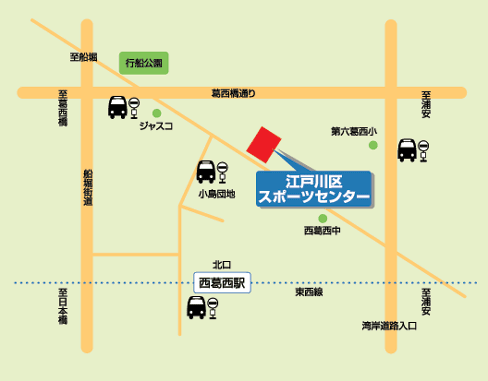 至船堀
行船公園
至葛西橋
葛西橋通り
至浦安
ジャスコ
第六葛西小
船堀街道
小島団地
江戸川区
スポーツセンター
西葛西中
北口
西葛西駅
東西線
至日本橋
至浦安
湾岸道路入口